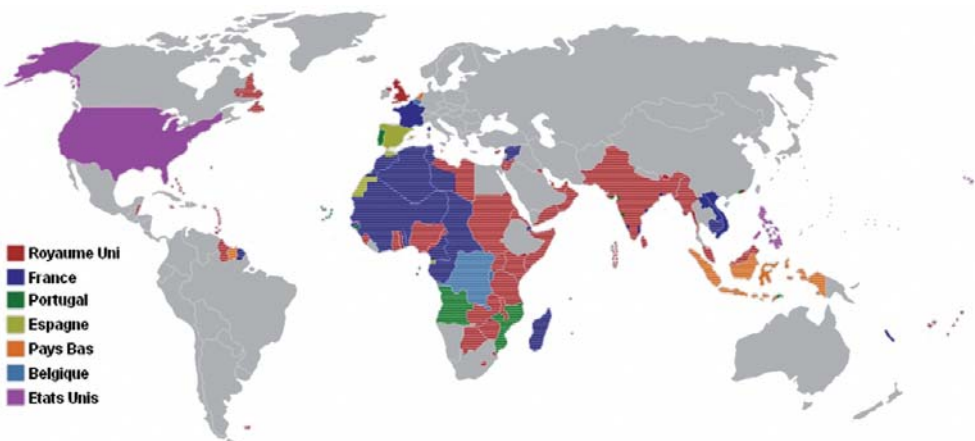 Royaume Uni
France
Portugal
Espagne
Pays Bas
Belgique
Etats Unis